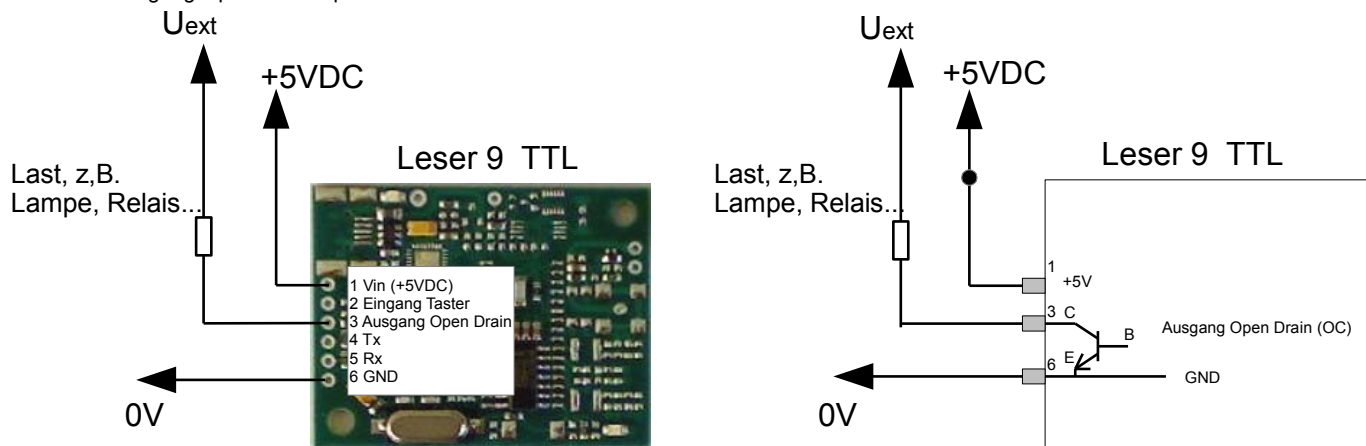 Uext
+5VDC
Leser 9 TTL
Last, z,B.
Lampe, Relais...
1 Vin (+5VDC)
2 Eingang Taster
3 Ausgang Open Drain
4 Tx
5 Rx
6 GND
0V
Uext
+5VDC
Leser 9 TTL
Last, z,B.
Lampe, Relais...
1
+5V
3 C
B
Ausgang Open Drain (OC)
E
6
GND
0V